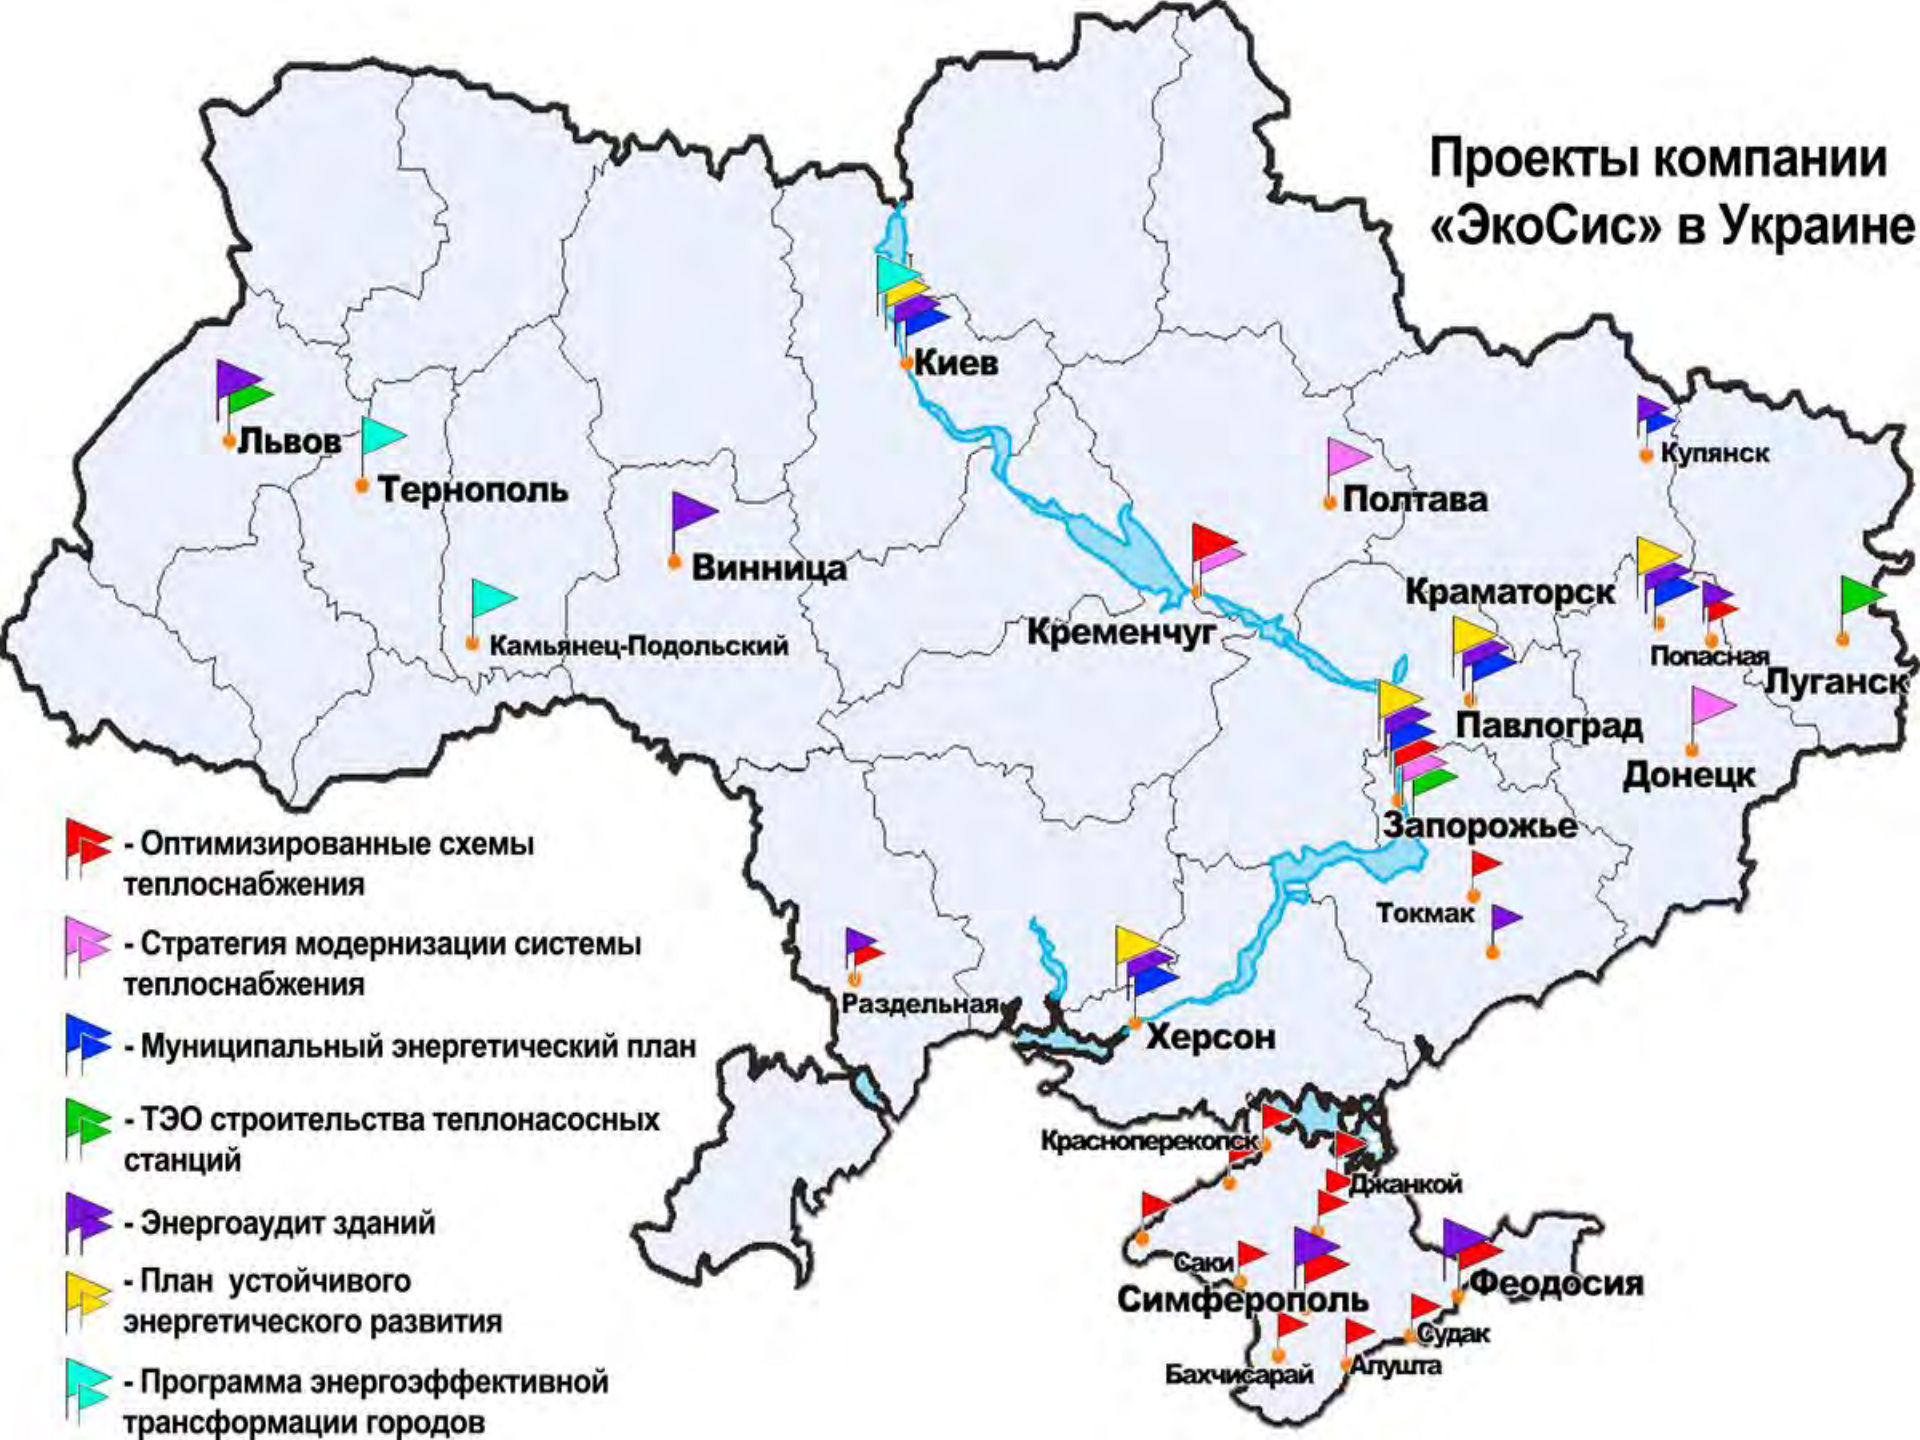 Проекты компании
«ЭкоСис» в Украине
Киев
Львов
Тернополь
Купянск
Полтава
Винница
Краматорск
Кременчуг
Камьянец-Подольский
Попасная
Луганск
Павлоград
Донецк
Запорожье
Токмак
Раздельная
Херсон
Красноперекопск
Джанкой
Саки
Симферополь
Феодосия
Судак
Бахчисарай
Алушта
- Оптимизированные схемы
теплоснабжения
- Стратегия модернизации системы
теплоснабжения
- Муниципальный энергетический план
- ТЭО строительства теплонасосных
станций
- Энергоаудит зданий
- План устойчивого
энергетического развития
- Программа энергоэффективной
трансформации городов